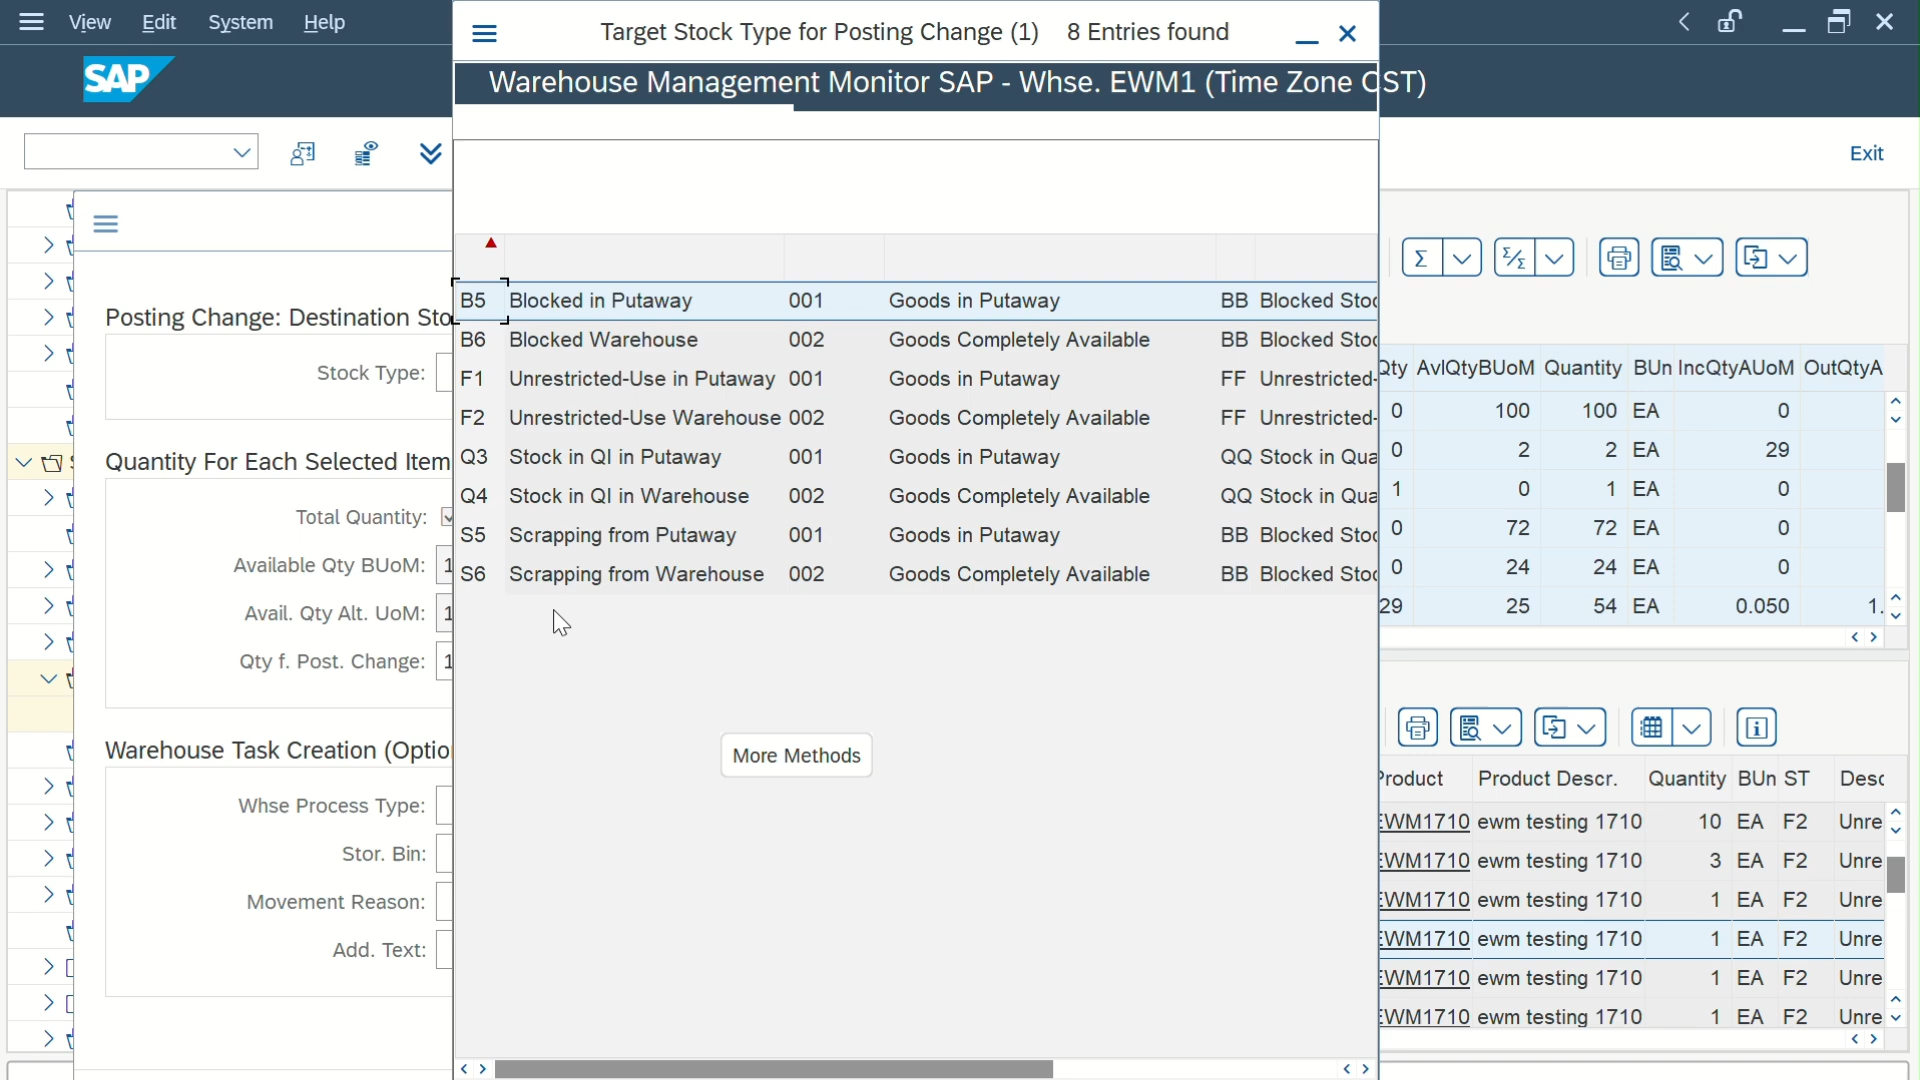 View Edit System Help
Target Stock Type for Posting Change (1) 8 Entries found
SAP
Warehouse Management Monitor SAP - Whse. EWM1 (Time Zone CST)
Exit
Posting Change: Destination Sto
Stock Type:
Quantity For Each Selected Item
Total Quantity:
Available Qty BUoM: 1
Avail. Qty Alt. UoM: 1
Qty f. Post. Change: 1
Warehouse Task Creation (Optio
Whse Process Type:
Stor. Bin:
Movement Reason:
Add. Text:
B5 Blocked in Putaway 001 Goods in Putaway BB Blocked Stoc
B6 Blocked Warehouse 002 Goods Completely Available BB Blocked Stoc
F1 Unrestricted-Use in Putaway 001 Goods in Putaway FF Unrestricted-
F2 Unrestricted-Use Warehouse 002 Goods Completely Available FF Unrestricted-
Q3 Stock in QI in Putaway 001 Goods in Putaway QQ Stock in Qua
Q4 Stock in QI in Warehouse 002 Goods Completely Available QQ Stock in Qua
S5 Scrapping from Putaway 001 Goods in Putaway BB Blocked Stoc
S6 Scrapping from Warehouse 002 Goods Completely Available BB Blocked Stoc
More Methods
Qty AvlQtyBUoM Quantity BUn IncQtyAUoM OutQtyA
0 100 100 EA 0
0 2 2 EA 29
1 0 1 EA 0
0 72 72 EA 0
0 24 24 EA 0
29 25 54 EA 0.050 1.
Product Product Descr. Quantity BUn ST Desc
EWM1710 ewm testing 1710 10 EA F2 Unre
EWM1710 ewm testing 1710 3 EA F2 Unre
EWM1710 ewm testing 1710 1 EA F2 Unre
EWM1710 ewm testing 1710 1 EA F2 Unre
EWM1710 ewm testing 1710 1 EA F2 Unre
EWM1710 ewm testing 1710 1 EA F2 Unre